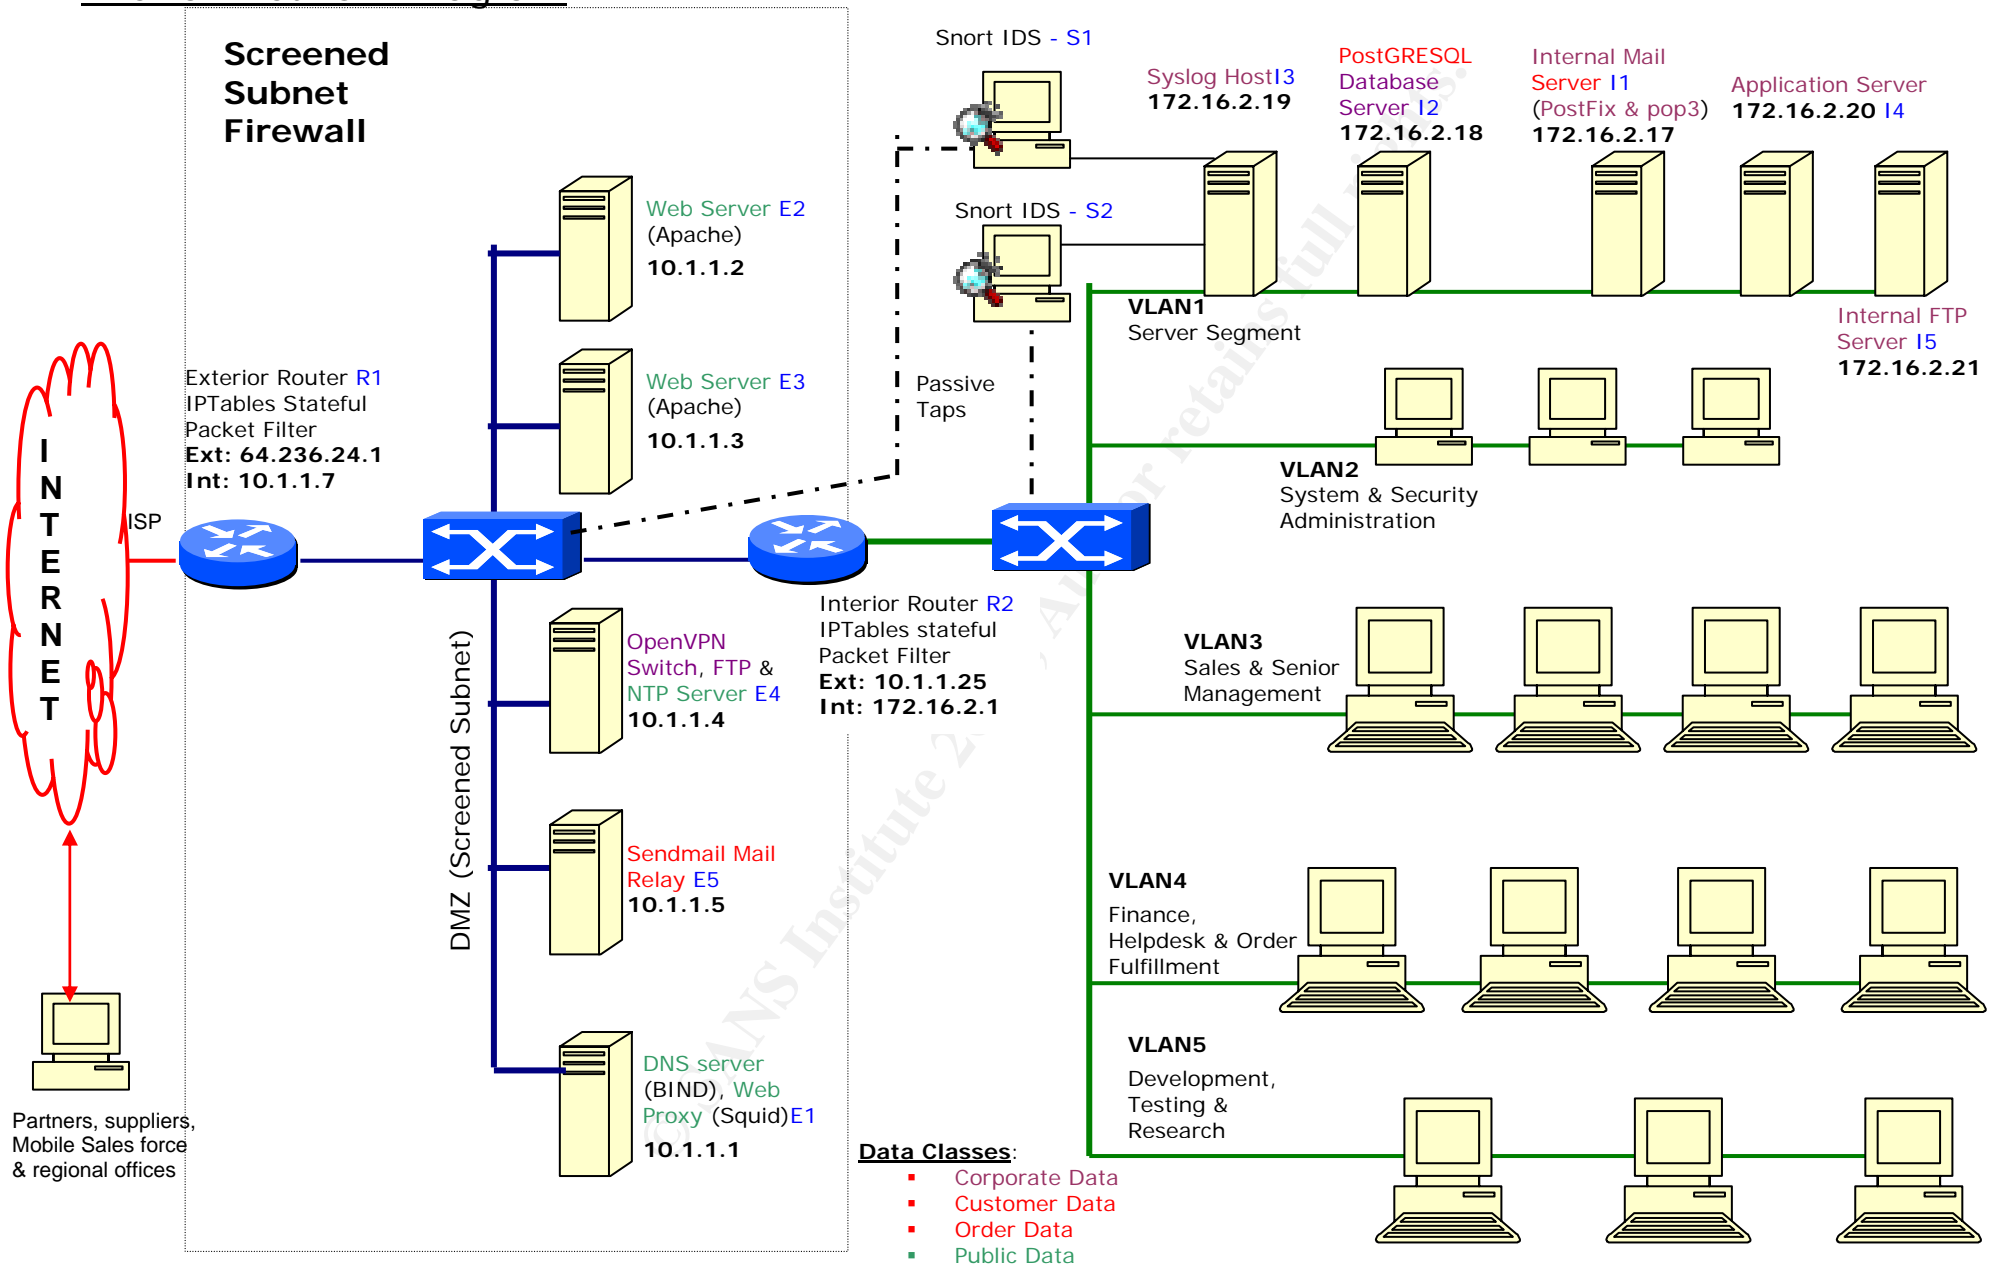 Screened
Subnet
Firewall
Snort IDS - S1
Syslog HostI3
172.16.2.19
PostGRESQL
Database
Server I2
172.16.2.18
Internal Mail
Server I1
(PostFix & pop3)
172.16.2.17
Application Server
172.16.2.20 I4
Web Server E2
(Apache)
10.1.1.2
Snort IDS - S2
VLAN1
Server Segment
Internal FTP
Server I5
172.16.2.21
Exterior Router R1
IPTables Stateful
Packet Filter
Ext: 64.236.24.1
Int: 10.1.1.7
Web Server E3
(Apache)
10.1.1.3
Passive
Taps
INTERNET
ISP
VLAN2
System & Security
Administration
DMZ (Screened Subnet)
OpenVPN
Switch, FTP &
NTP Server E4
10.1.1.4
Interior Router R2
IPTables stateful
Packet Filter
Ext: 10.1.1.25
Int: 172.16.2.1
VLAN3
Sales & Senior
Management
Sendmail Mail
Relay E5
10.1.1.5
VLAN4
Finance,
Helpdesk & Order
Fulfillment
DNS server
(BIND), Web
Proxy (Squid)E1
10.1.1.1
VLAN5
Development,
Testing &
Research
Partners, suppliers,
Mobile Sales force
& regional offices
Data Classes:
▪ Corporate Data
▪ Customer Data
▪ Order Data
▪ Public Data
© SANS Institute 2 , Author retains full rights.